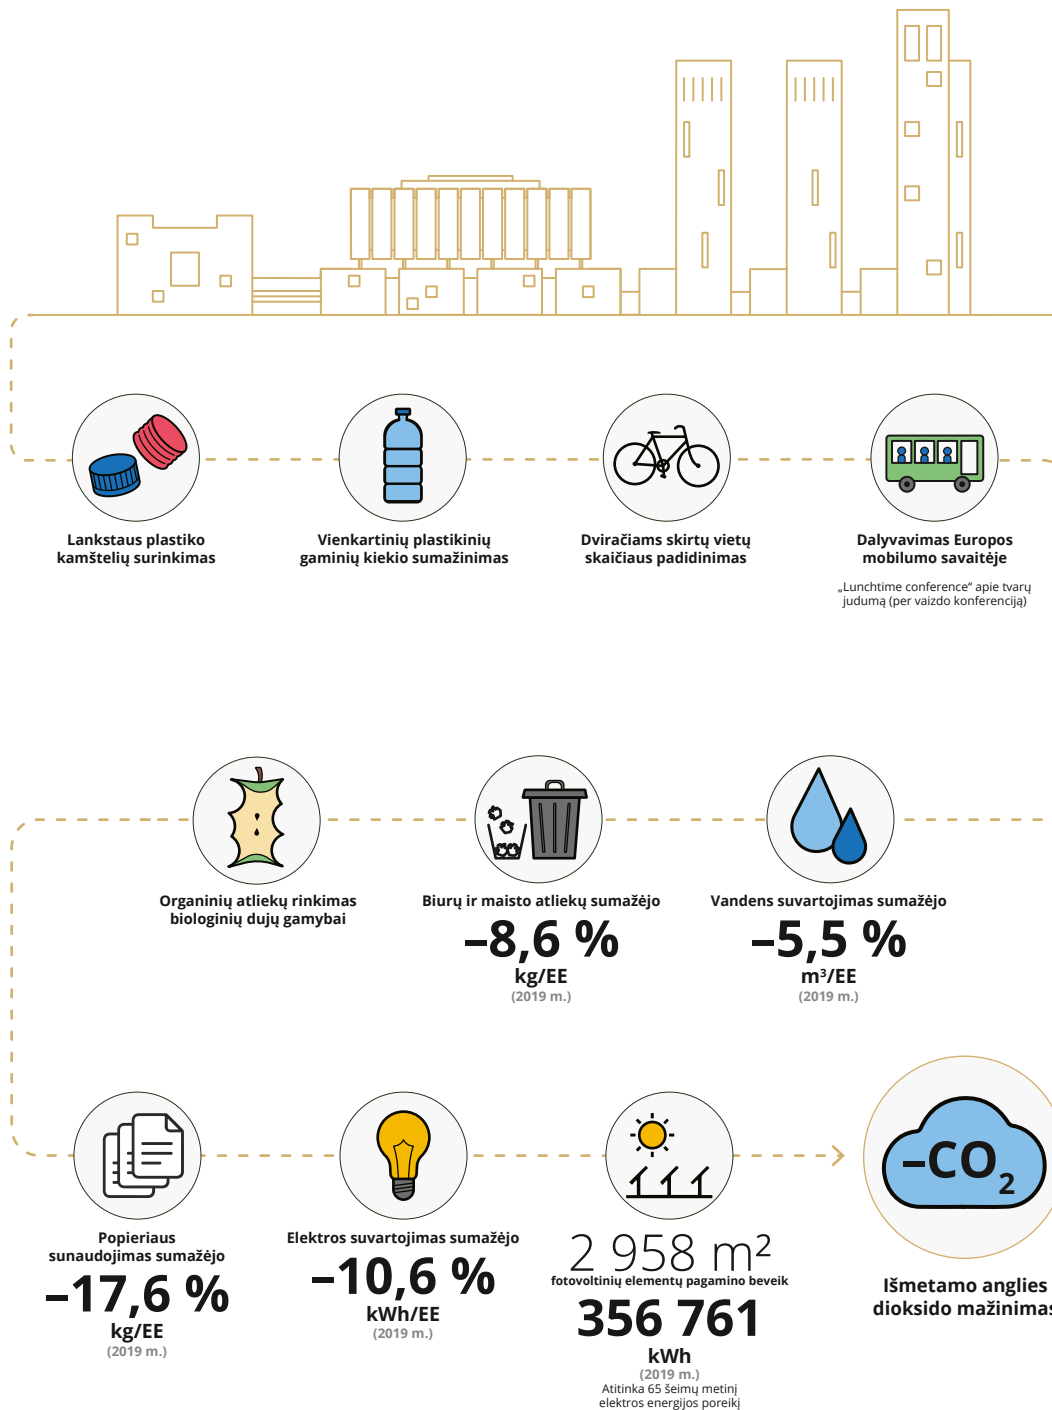 Lankstaus plastiko
kamštelių surinkimas
Vienkartinių plastikinių
gaminių kiekio sumažinimas
Dviračiams skirtų vietų
skaičiaus padidinimas
Dalyvavimas Europos
mobilumo savaitėje
„Lunchtime conference“ apie tvarų
judumą (per vaizdo konferenciją)
Organinių atliekų rinkimas
biologinių dujų gamybai
Biurų ir maisto atliekų sumažėjo
–8,6 %
kg/EE
(2019 m.)
Vandens suvartojimas sumažėjo
–5,5 %
m³/EE
(2019 m.)
Popieriaus
sunaudojimas sumažėjo
–17,6 %
kg/EE
(2019 m.)
Elektros suvartojimas sumažėjo
–10,6 %
kWh/EE
(2019 m.)
2 958 m²
fotovoltinių elementų pagamino beveik
356 761
kWh
(2019 m.)
Atitinka 65 šeimų metinį
elektros energijos poreikį
–CO₂
Išmetamo anglies
dioksido mažinimas